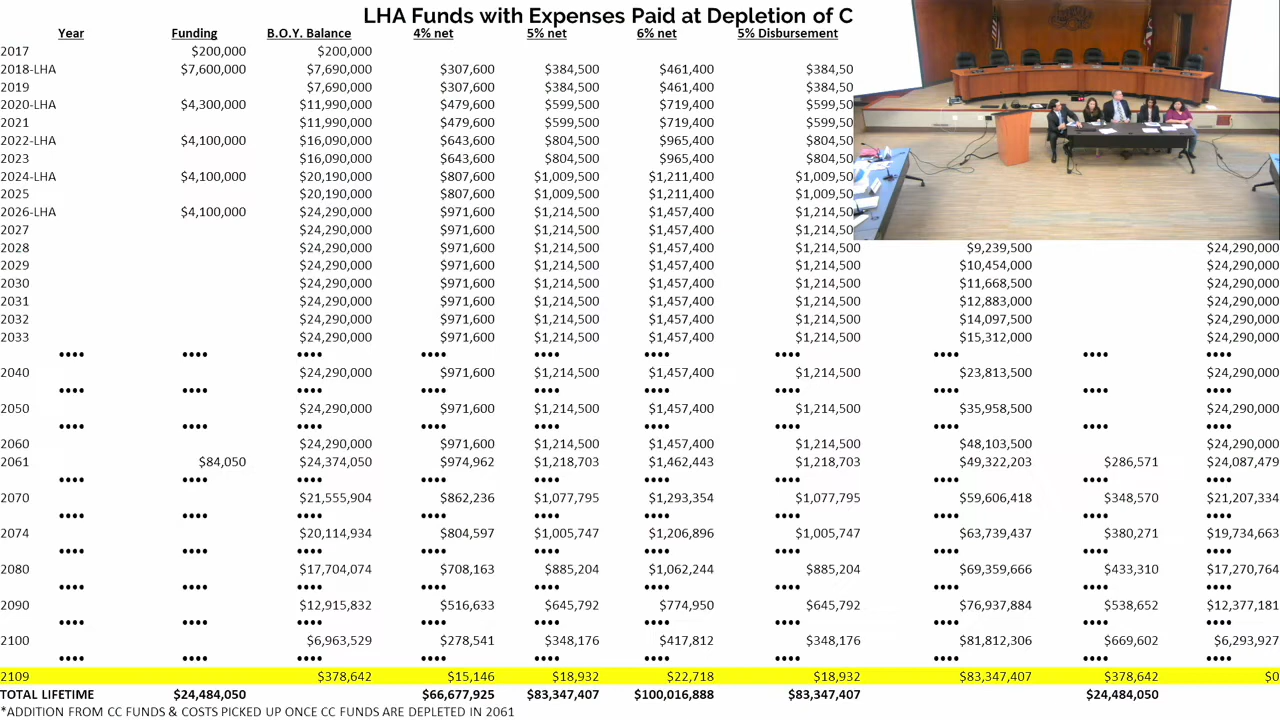 LHA Funds with Expenses Paid at Depletion of C
Year Funding B.O.Y. Balance 4% net 5% net 6% net 5% Disbursement
2017 $200,000 $200,000
2018-LHA $7,600,000 $7,690,000 $307,600 $384,500 $461,400 $384,50
2019 $7,690,000 $307,600 $384,500 $461,400 $384,50
2020-LHA $4,300,000 $11,990,000 $479,600 $599,500 $719,400 $599,50
2021 $11,990,000 $479,600 $599,500 $719,400 $599,50
2022-LHA $4,100,000 $16,090,000 $643,600 $804,500 $965,400 $804,50
2023 $16,090,000 $643,600 $804,500 $965,400 $804,50
2024-LHA $4,100,000 $20,190,000 $807,600 $1,009,500 $1,211,400 $1,009,50
2025 $20,190,000 $807,600 $1,009,500 $1,211,400 $1,009,50
2026-LHA $4,100,000 $24,290,000 $971,600 $1,214,500 $1,457,400 $1,214,50
2027 $24,290,000 $971,600 $1,214,500 $1,457,400 $1,214,500
2028 $24,290,000 $971,600 $1,214,500 $1,457,400 $1,214,500 $9,239,500 $24,290,000
2029 $24,290,000 $971,600 $1,214,500 $1,457,400 $1,214,500 $10,454,000 $24,290,000
2030 $24,290,000 $971,600 $1,214,500 $1,457,400 $1,214,500 $11,668,500 $24,290,000
2031 $24,290,000 $971,600 $1,214,500 $1,457,400 $1,214,500 $12,883,000 $24,290,000
2032 $24,290,000 $971,600 $1,214,500 $1,457,400 $1,214,500 $14,097,500 $24,290,000
2033 $24,290,000 $971,600 $1,214,500 $1,457,400 $1,214,500 $15,312,000 $24,290,000
•••• •••• •••• •••• •••• •••• •••• •••• •••• ••••
2040 $24,290,000 $971,600 $1,214,500 $1,457,400 $1,214,500 $23,813,500 $24,290,000
•••• •••• •••• •••• •••• •••• •••• •••• •••• ••••
2050 $24,290,000 $971,600 $1,214,500 $1,457,400 $1,214,500 $35,958,500 $24,290,000
•••• •••• •••• •••• •••• •••• •••• •••• •••• ••••
2060 $24,290,000 $971,600 $1,214,500 $1,457,400 $1,214,500 $48,103,500 $24,290,000
2061 $84,050 $24,374,050 $974,962 $1,218,703 $1,462,443 $1,218,703 $49,322,203 $286,571 $24,087,479
•••• •••• •••• •••• •••• •••• •••• •••• •••• ••••
2070 $21,555,904 $862,236 $1,077,795 $1,293,354 $1,077,795 $59,606,418 $348,570 $21,207,334
•••• •••• •••• •••• •••• •••• •••• •••• •••• ••••
2074 $20,114,934 $804,597 $1,005,747 $1,206,896 $1,005,747 $63,739,437 $380,271 $19,734,663
•••• •••• •••• •••• •••• •••• •••• •••• •••• ••••
2080 $17,704,074 $708,163 $885,204 $1,062,244 $885,204 $69,359,666 $433,310 $17,270,764
•••• •••• •••• •••• •••• •••• •••• •••• •••• ••••
2090 $12,915,832 $516,633 $645,792 $774,950 $645,792 $76,937,884 $538,652 $12,377,181
•••• •••• •••• •••• •••• •••• •••• •••• •••• ••••
2100 $6,963,529 $278,541 $348,176 $417,812 $348,176 $81,812,306 $669,602 $6,293,927
•••• •••• •••• •••• •••• •••• •••• •••• •••• ••••
2109 $378,642 $15,146 $18,932 $22,718 $18,932 $83,347,407 $378,642 $0
TOTAL LIFETIME $24,484,050 $66,677,925 $83,347,407 $100,016,888 $83,347,407 $24,484,050
*ADDITION FROM CC FUNDS & COSTS PICKED UP ONCE CC FUNDS ARE DEPLETED IN 2061